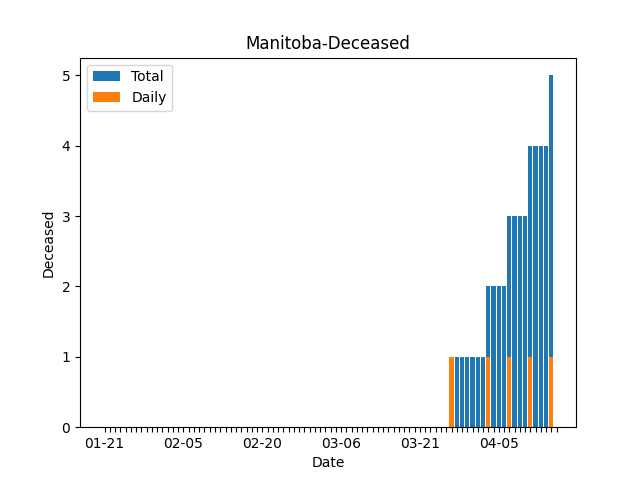 Manitoba-Deceased
Total
Daily
5
4
3
2
1
0
Deceased
01-21 02-05 02-20 03-06 03-21 04-05
Date